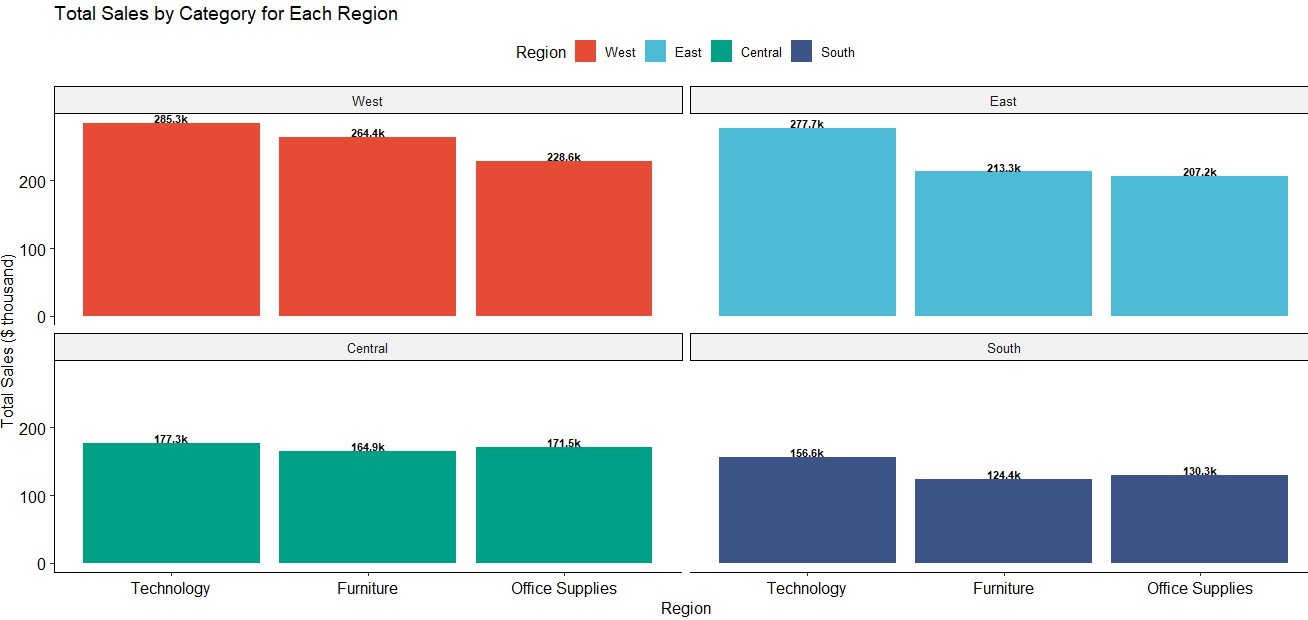 Total Sales by Category for Each Region
Region West East Central South
West East
285.3k 264.4k 228.6k 277.7k 213.3k 207.2k
200
100
0
Total Sales ($ thousand)
Central South
177.3k 164.9k 171.5k 156.6k 124.4k 130.3k
200
100
0
Technology Furniture Office Supplies Technology Furniture Office Supplies
Region